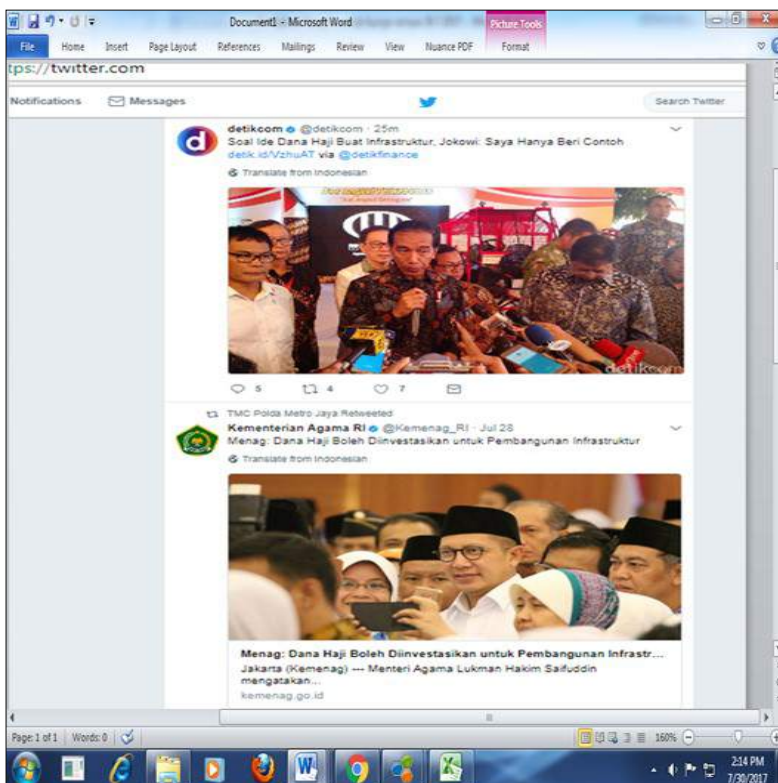 Document1 - Microsoft Word
Picture Tools
File Home Insert Page Layout References Mailings Review View Nuance PDF Format
tps://twitter.com
Notifications Messages Search Twitter
detikcom @detikcom · 25m
Soal Ide Dana Haji Buat Infrastruktur, Jokowi: Saya Hanya Beri Contoh
detik.id/VzhuAT via @detikfinance
Translate from Indonesian
detikcom
5 4 7
TMC Polda Metro Jaya Retweeted
Kementerian Agama RI @Kemenag_RI · Jul 28
Menag: Dana Haji Boleh Diinvestasikan untuk Pembangunan Infrastruktur
Translate from Indonesian
Menag: Dana Haji Boleh Diinvestasikan untuk Pembangunan Infrastr...
Jakarta (Kemenag) --- Menteri Agama Lukman Hakim Saifuddin
mengatakan...
kemenag.go.id
Page: 1 of 1 Words: 0 160%
2:14 PM
7/30/2017